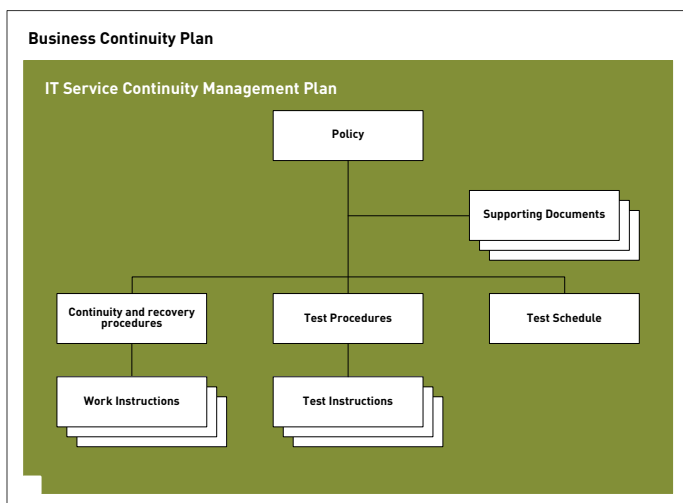 Business Continuity Plan
IT Service Continuity Management Plan
Policy
Supporting Documents
Continuity and recovery
procedures
Test Procedures
Test Schedule
Work Instructions
Test Instructions